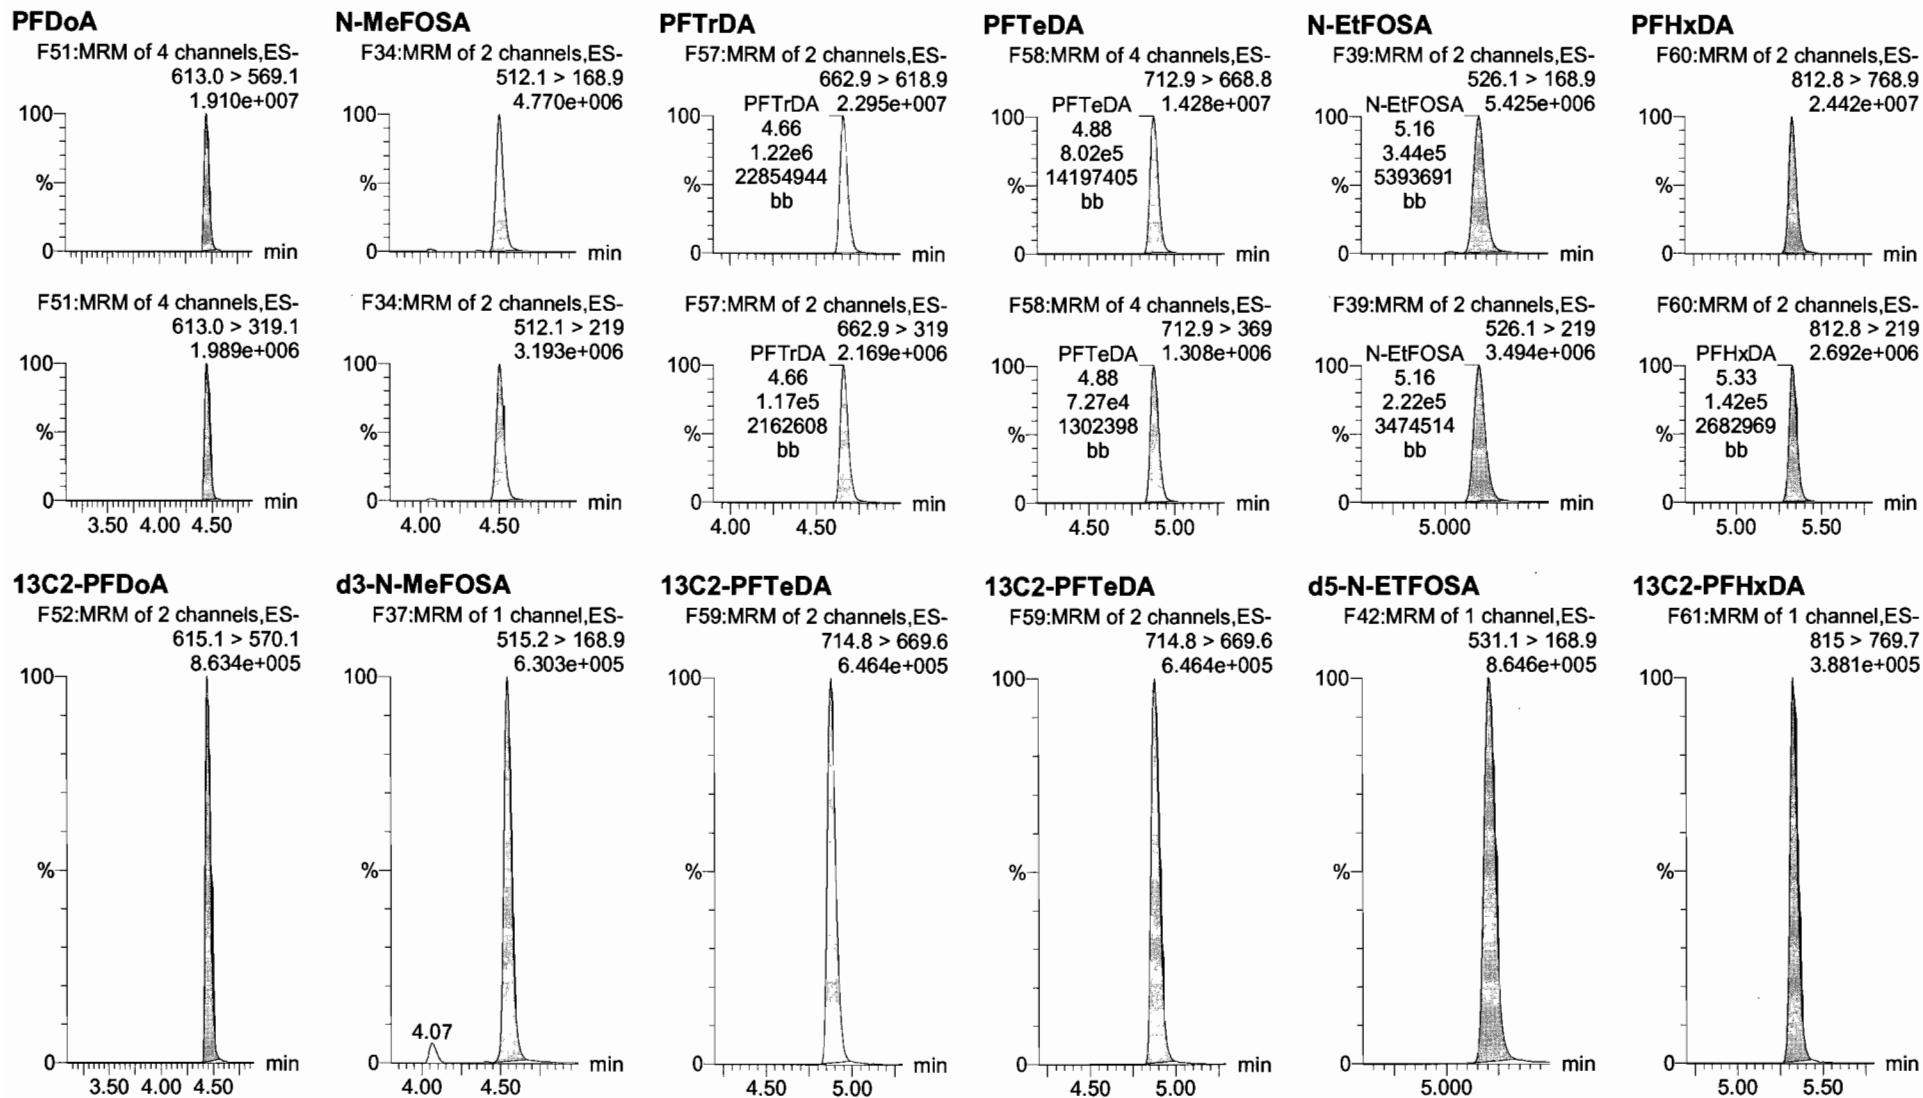 PFDoA
F51:MRM of 4 channels,ES-
613.0 > 569.1
1.910e+007
100
%
0
min
N-MeFOSA
F34:MRM of 2 channels,ES-
512.1 > 168.9
4.770e+006
100
%
0
min
PFTrDA
F57:MRM of 2 channels,ES-
662.9 > 618.9
2.295e+007
PFTrDA
4.66
1.22e6
22854944
bb
100
%
0
min
PFTeDA
F58:MRM of 4 channels,ES-
712.9 > 668.8
1.428e+007
PFTeDA
4.88
8.02e5
14197405
bb
100
%
0
min
N-EtFOSA
F39:MRM of 2 channels,ES-
526.1 > 168.9
5.425e+006
N-EtFOSA
5.16
3.44e5
5393691
bb
100
%
0
min
PFHxDA
F60:MRM of 2 channels,ES-
812.8 > 768.9
2.442e+007
100
%
0
min
F51:MRM of 4 channels,ES-
613.0 > 319.1
1.989e+006
100
%
0
min
3.50 4.00 4.50
F34:MRM of 2 channels,ES-
512.1 > 219
3.193e+006
100
%
0
min
4.00 4.50
F57:MRM of 2 channels,ES-
662.9 > 319
2.169e+006
PFTrDA
4.66
1.17e5
2162608
bb
100
%
0
min
4.00 4.50
F58:MRM of 4 channels,ES-
712.9 > 369
1.308e+006
PFTeDA
4.88
7.27e4
1302398
bb
100
%
0
min
4.50 5.00
F39:MRM of 2 channels,ES-
526.1 > 219
3.494e+006
N-EtFOSA
5.16
2.22e5
3474514
bb
100
%
0
min
5.000
F60:MRM of 2 channels,ES-
812.8 > 219
2.692e+006
PFHxDA
5.33
1.42e5
2682969
bb
100
%
0
min
5.00 5.50
13C2-PFDoA
F52:MRM of 2 channels,ES-
615.1 > 570.1
8.634e+005
100
%
0
min
3.50 4.00 4.50
d3-N-MeFOSA
F37:MRM of 1 channel,ES-
515.2 > 168.9
6.303e+005
100
%
4.07
0
min
4.00 4.50
13C2-PFTeDA
F59:MRM of 2 channels,ES-
714.8 > 669.6
6.464e+005
100
%
0
min
4.50 5.00
13C2-PFTeDA
F59:MRM of 2 channels,ES-
714.8 > 669.6
6.464e+005
100
%
0
min
4.50 5.00
d5-N-ETFOSA
F42:MRM of 1 channel,ES-
531.1 > 168.9
8.646e+005
100
%
0
min
5.000
13C2-PFHxDA
F61:MRM of 1 channel,ES-
815 > 769.7
3.881e+005
100
%
0
min
5.00 5.50